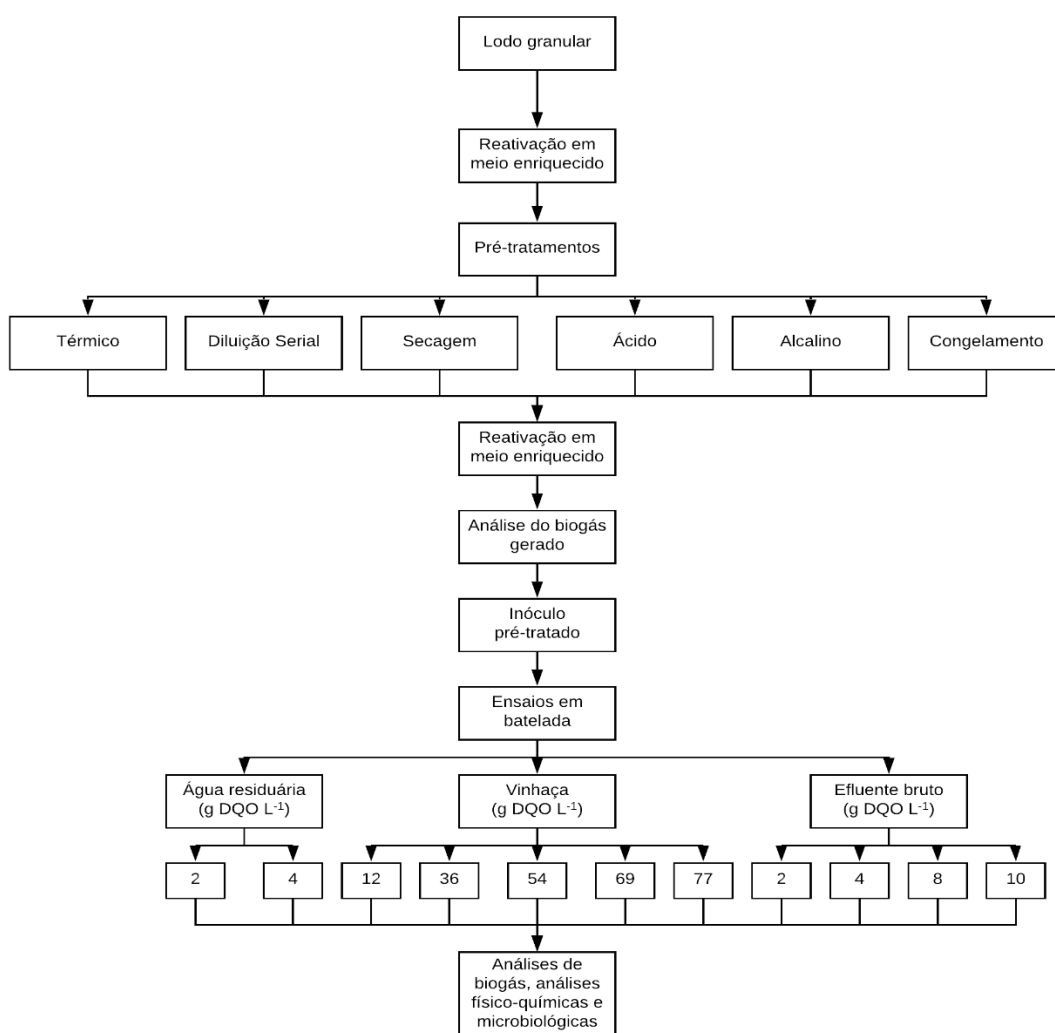 Lodo granular
Reativação em
meio enriquecido
Pré-tratamentos
Térmico
Diluição Serial
Secagem
Ácido
Alcalino
Congelamento
Reativação em
meio enriquecido
Análise do biogás
gerado
Inóculo
pré-tratado
Ensaios em
batelada
Água residuária
(g DQO L⁻¹)
Vinhaça
(g DQO L⁻¹)
Efluente bruto
(g DQO L⁻¹)
2
4
12
36
54
69
77
2
4
8
10
Análises de
biogás, análises
físico-químicas e
microbiológicas